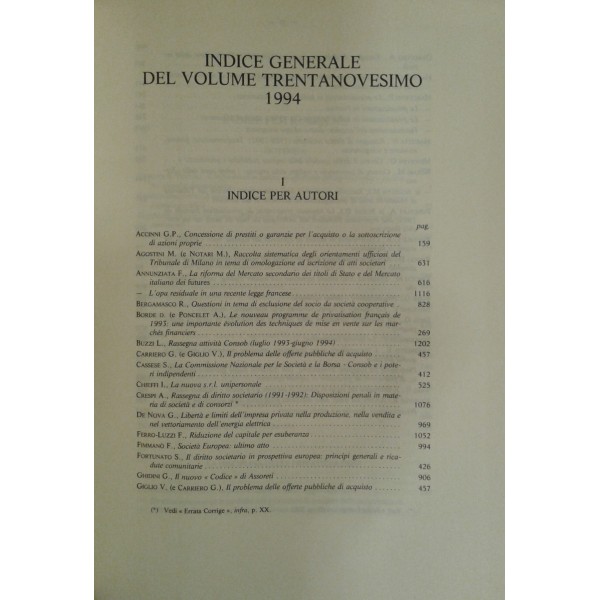 INDICE GENERALE
DEL VOLUME TRENTANOVESIMO
1994
I
INDICE PER AUTORI
pag.
ACCINNI G.P., Concessione di prestiti o garanzie per l'acquisto o la sottoscrizione
di azioni proprie 159
AGOSTINI M. (e NOTARI M.), Raccolta sistematica degli orientamenti ufficiosi del
Tribunale di Milano in tema di omologazione ed iscrizione di atti societari 631
ANNUNZIATA F., La riforma del Mercato secondario dei titoli di Stato e del Mercato
italiano dei futures 616
— L'opa residuale in una recente legge francese 1116
BERGAMASCO R., Questioni in tema di esclusione del socio da società cooperative 828
BORDE D. (e PONCELET A.), Le nouveau programme de privatisation français de
1993: une importante évolution des techniques de mise en vente sur les mar-
chés financiers 269
BUZZI L., Rassegna attività Consob (luglio 1993-giugno 1994) 1202
CARRIERO G. (e GIGLIO V.), Il problema delle offerte pubbliche di acquisto 457
CASSESE S., La Commissione Nazionale per le Società e la Borsa - Consob e i pote-
ri indipendenti 412
CHIEFFI I., La nuova s.r.l. unipersonale 525
CRESPI A., Rassegna di diritto societario (1991-1992): Disposizioni penali in mate-
ria di società e di consorzi * 1076
DE NOVA G., Libertà e limiti dell'impresa privata nella produzione, nella vendita e
nel vettoriamento dell'energia elettrica 969
FERRO-LUZZI F., Riduzione del capitale per esuberanza 1052
FIMMANÒ F., Società Europea: ultimo atto 994
FORTUNATO S., Il diritto societario in prospettiva europea: principi generali e rica-
dute comunitarie 426
GHIDINI G., Il nuovo « Codice » di Assoreti 906
GIGLIO V. (e CARRIERO G.), Il problema delle offerte pubbliche di acquisto 457
(*) Vedi « Errata Corrige », infra, p. XX.